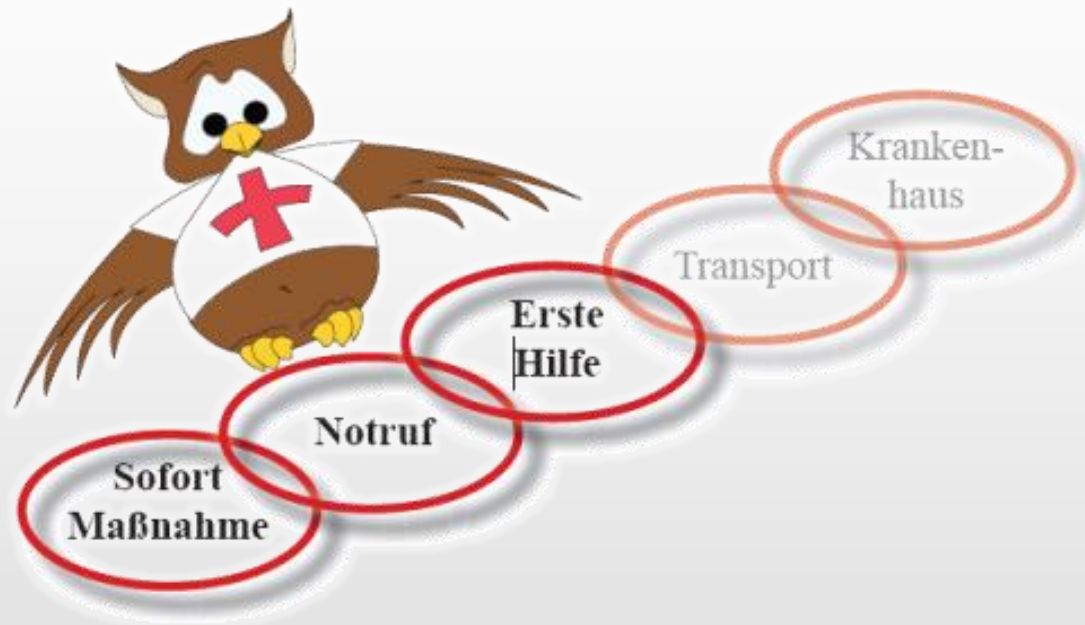 Sofort
Maßnahme
Notruf
Erste
Hilfe
Transport
Kranken-
haus